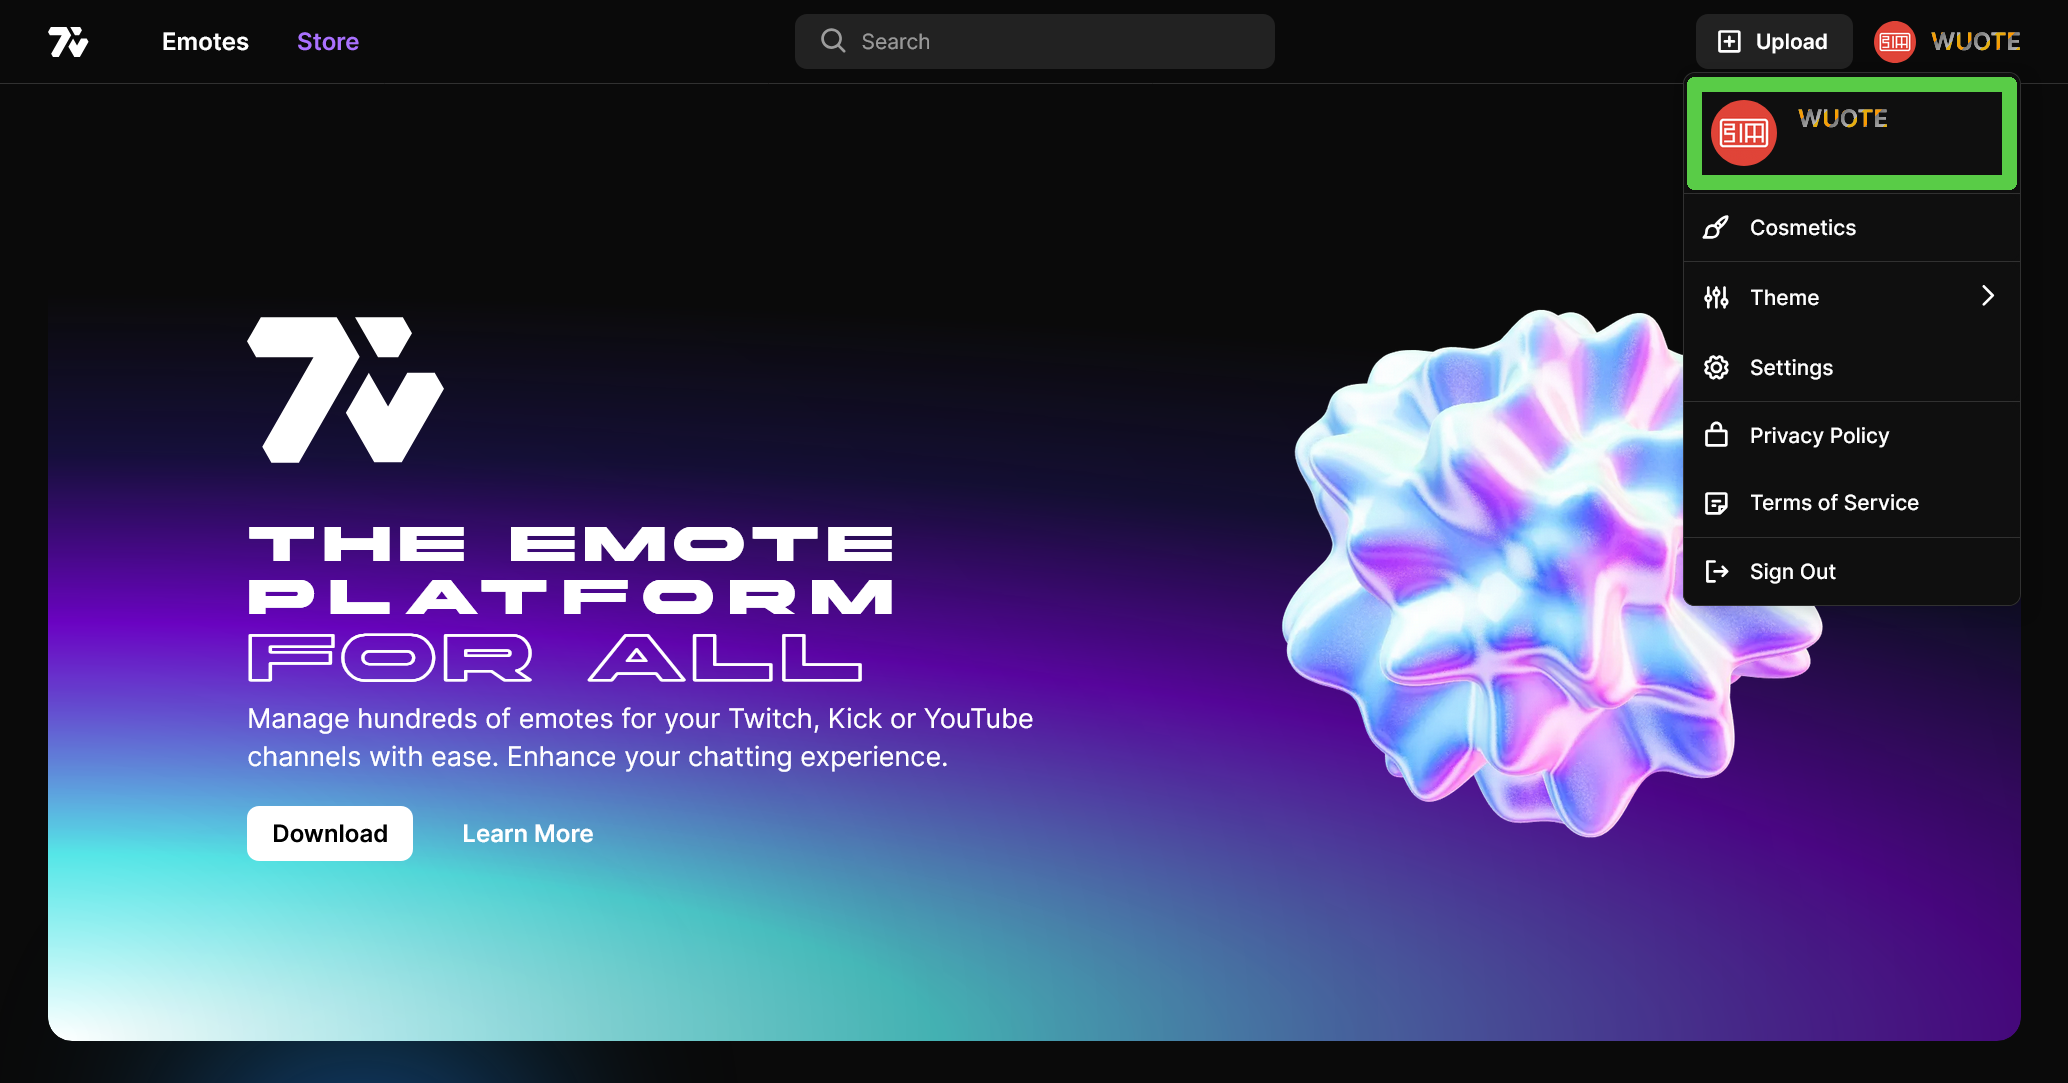 Emotes
Store
Search
Upload
WUOTE
WUOTE
Cosmetics
Theme
Settings
Privacy Policy
Terms of Service
Sign Out
7V
THE EMOTE
PLATFORM
FOR ALL
Manage hundreds of emotes for your Twitch, Kick or YouTube
channels with ease. Enhance your chatting experience.
Download
Learn More